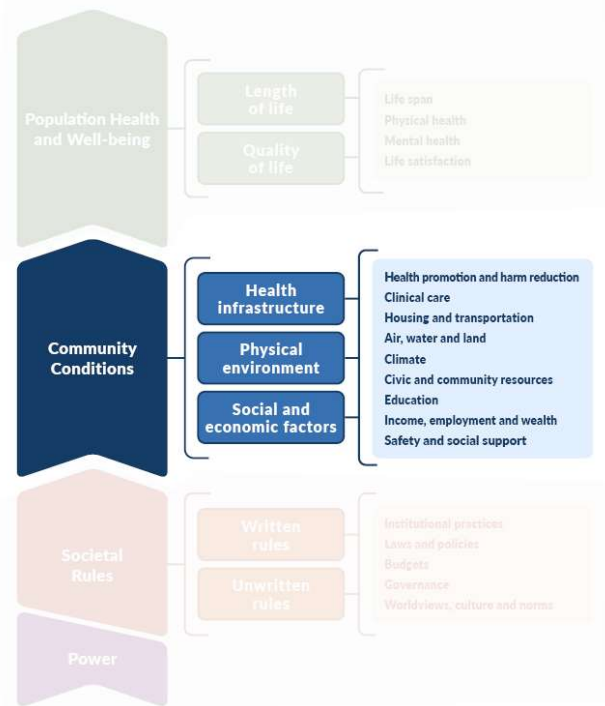 Population Health
and Well-being
Length
of life
Quality
of life
Life span
Physical health
Mental health
Life satisfaction
Community
Conditions
Health
infrastructure
Physical
environment
Social and
economic factors
Health promotion and harm reduction
Clinical care
Housing and transportation
Air, water and land
Climate
Civic and community resources
Education
Income, employment and wealth
Safety and social support
Societal
Rules
Written
rules
Unwritten
rules
Institutional practices
Laws and policies
Budgets
Governance
Worldviews, culture and norms
Power